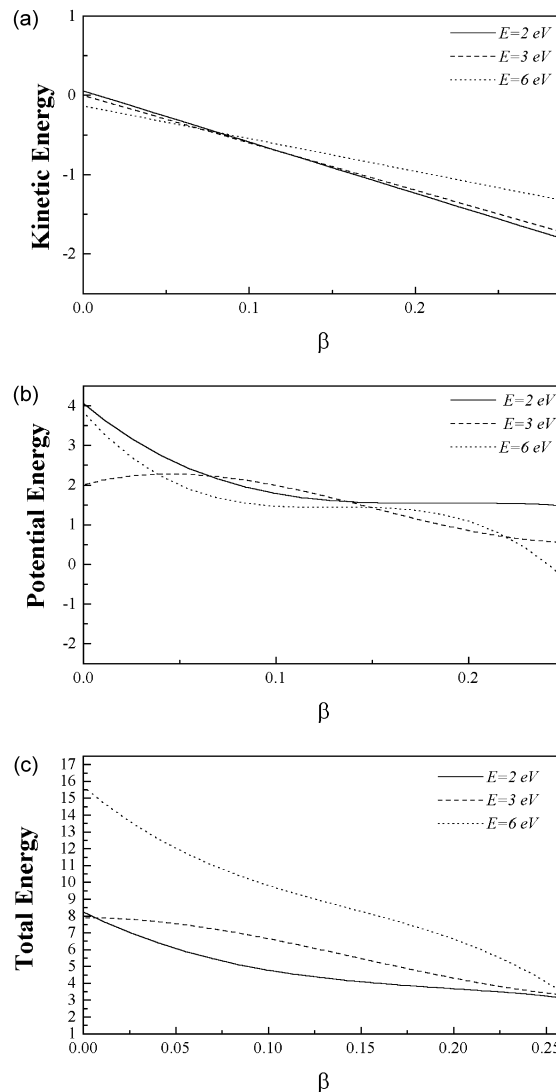 (a)
1
0
-1
-2
Kinetic Energy
E=2 eV
E=3 eV
E=6 eV
0.0
0.1
0.2
β
(b)
4
3
2
1
0
-1
-2
Potential Energy
E=2 eV
E=3 eV
E=6 eV
0.0
0.1
0.2
β
(c)
17
16
15
14
13
12
11
10
9
8
7
6
5
4
3
2
1
Total Energy
E=2 eV
E=3 eV
E=6 eV
0.00
0.05
0.10
0.15
0.20
0.25
β